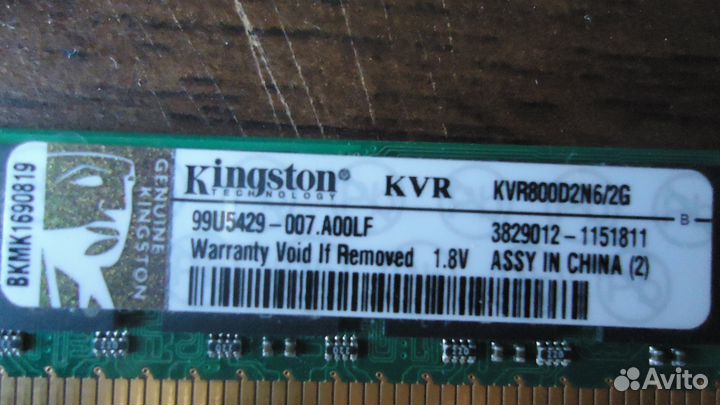 BKMK1690819
GENUINE
KINGSTON
Kingston® KVR KVR800D2N6/2G
TECHNOLOGY
B
99U5429-007.A00LF 3829012-1151811
Warranty Void If Removed 1.8V ASSY IN CHINA (2)
Avito